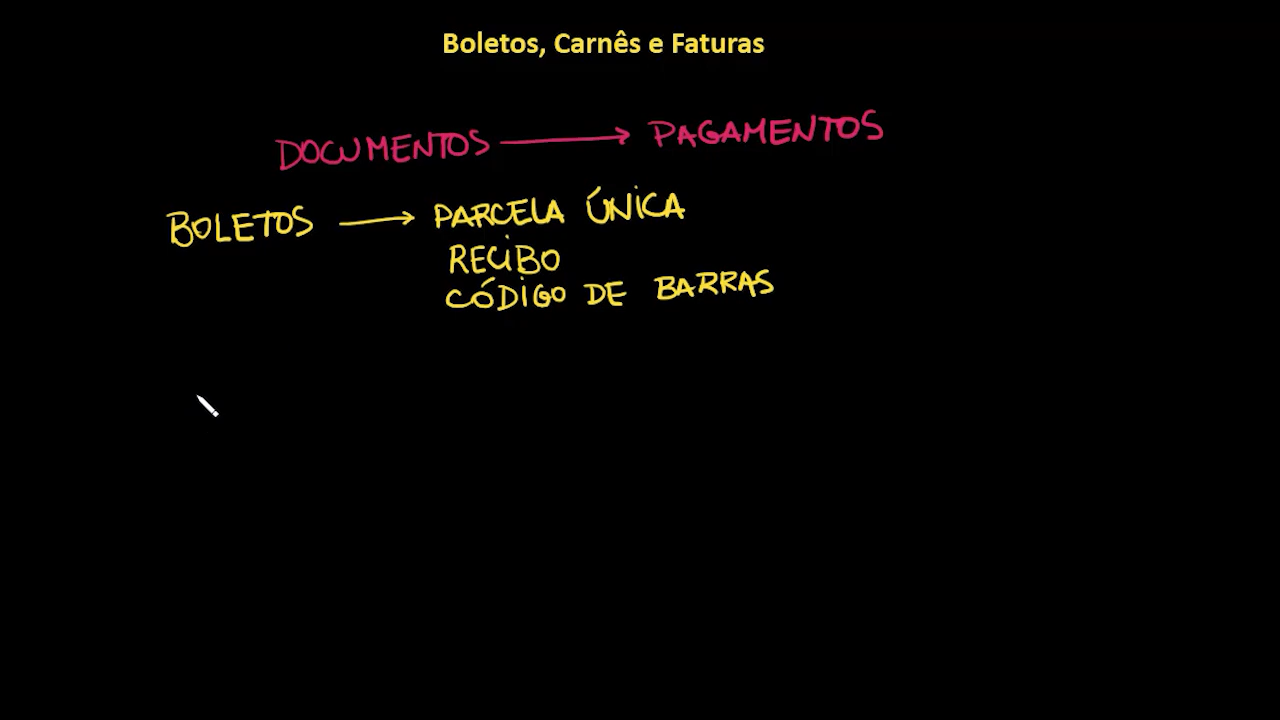 Boletos, Carnês e Faturas
DOCUMENTOS → PAGAMENTOS
BOLETOS → PARCELA ÚNICA
RECIBO
CÓDIGO DE BARRAS